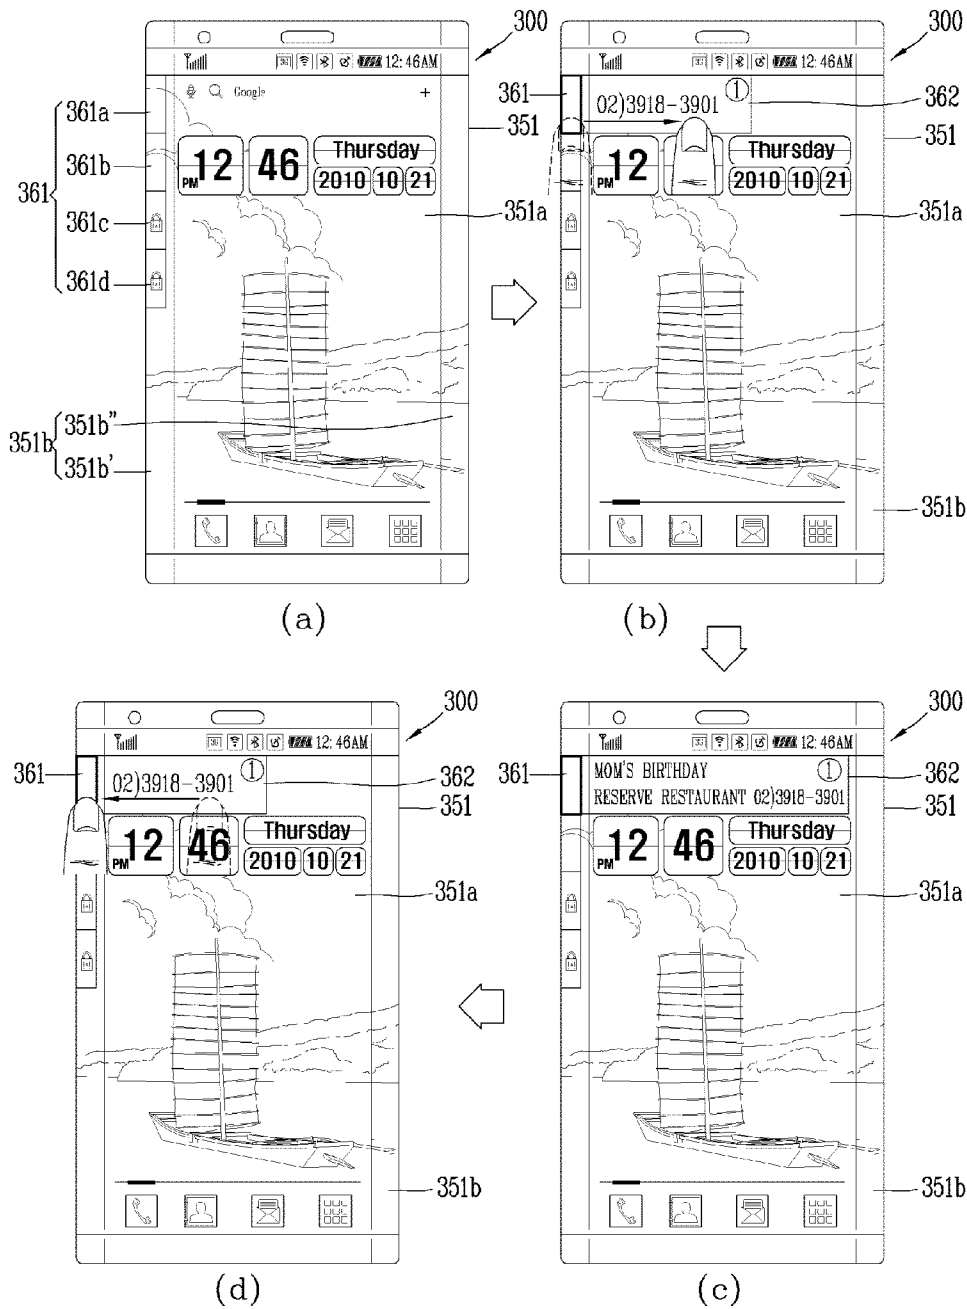 300
12:46AM
Google +
361a
361b
361
361c
361d
351
12 46 Thursday
PM 2010 10 21
351a
351b"
351b
351b'
(a)
300
12:46AM
361
02)3918-3901 1
362
351
12 Thursday
PM 2010 10 21
351a
351b
(b)
300
12:46AM
361
02)3918-3901 1
362
351
12 46 Thursday
PM 2010 10 21
351a
351b
(d)
300
12:46AM
361
MOM'S BIRTHDAY 1
RESERVE RESTAURANT 02)3918-3901
362
351
12 46 Thursday
PM 2010 10 21
351a
351b
(c)